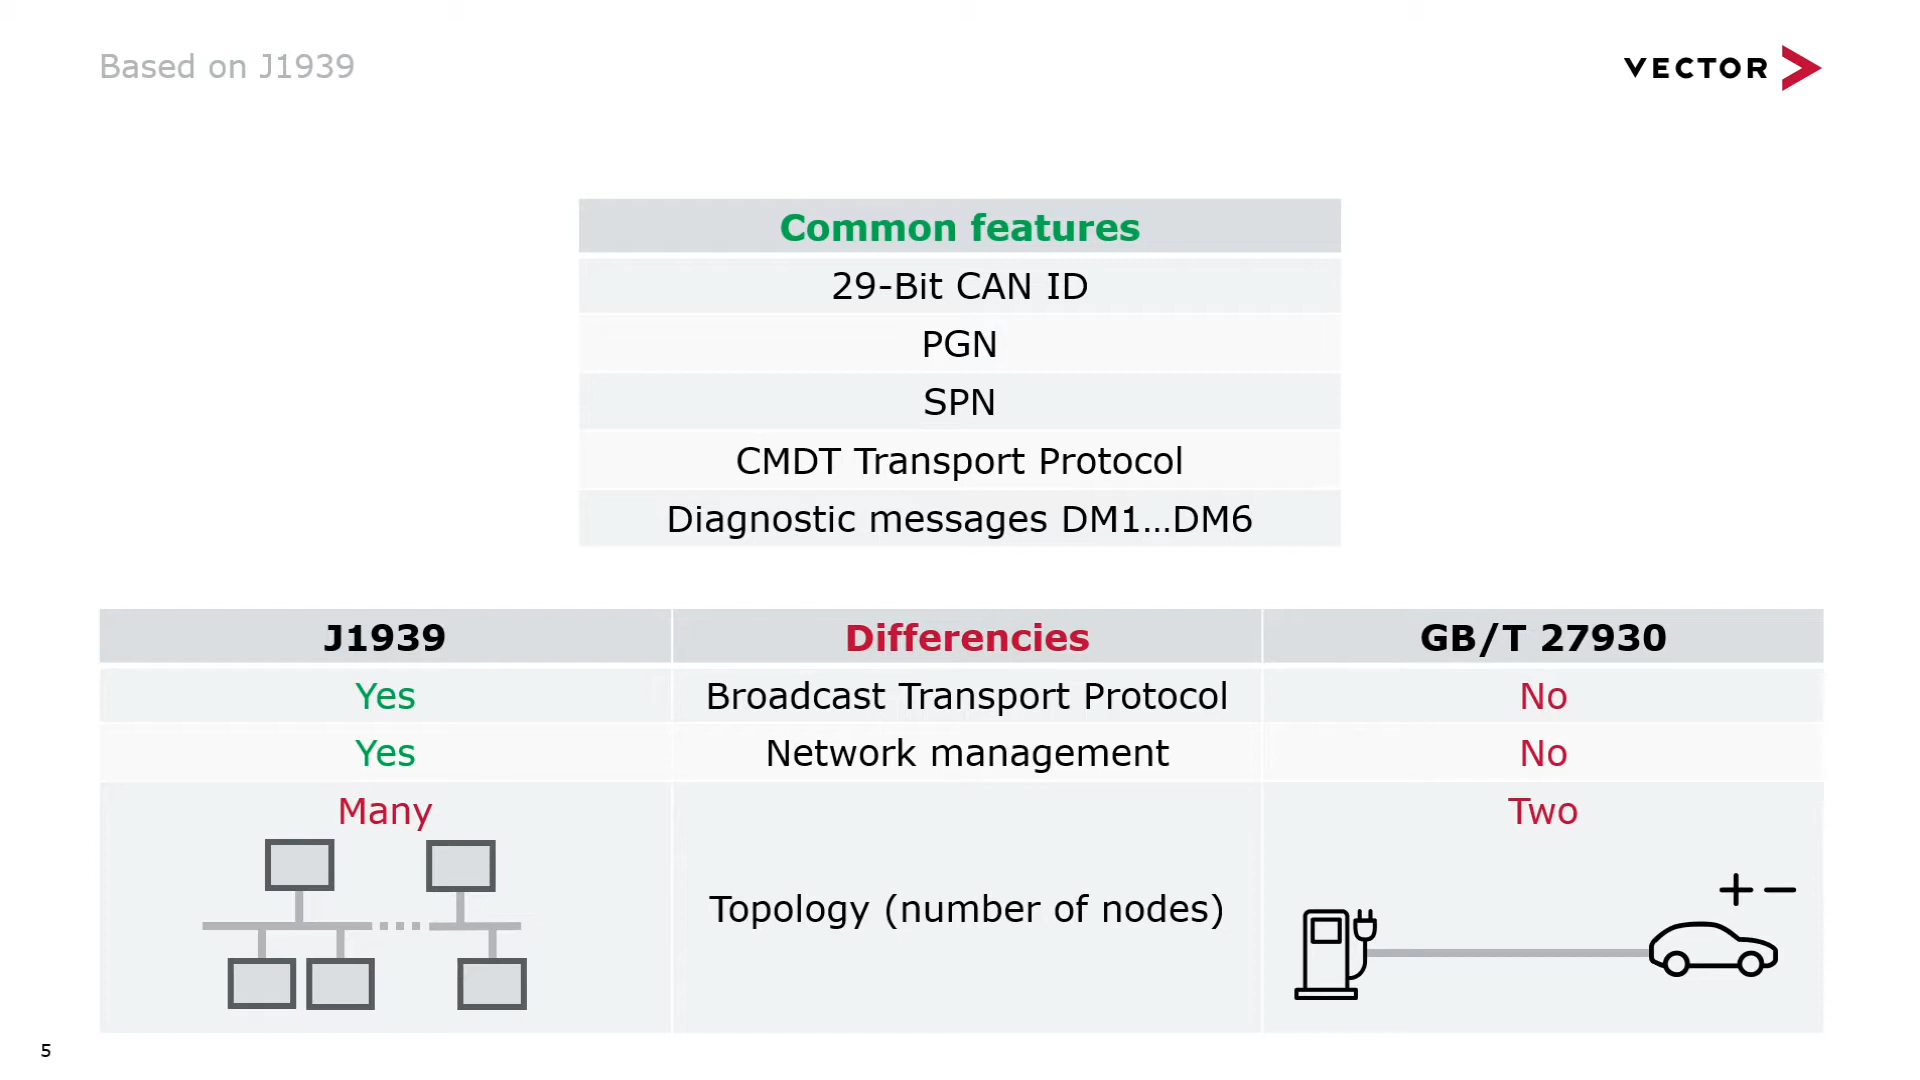 Based on J1939
VECTOR
Common features
29-Bit CAN ID
PGN
SPN
CMDT Transport Protocol
Diagnostic messages DM1...DM6
J1939 Differencies GB/T 27930
Yes Broadcast Transport Protocol No
Yes Network management No
Many Two
Topology (number of nodes)
5